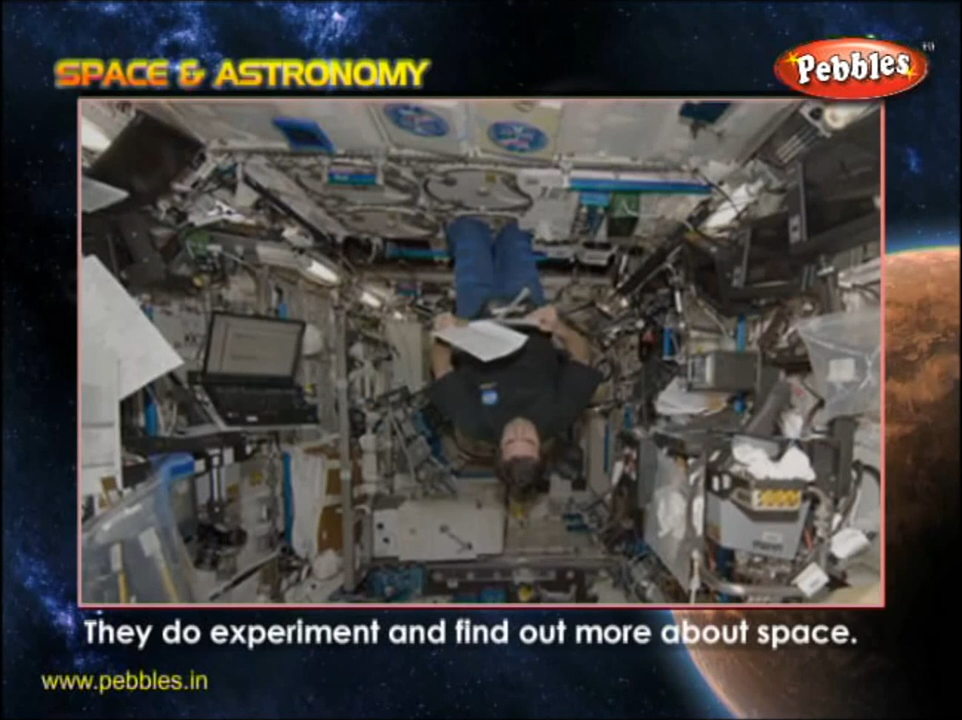 SPACE & ASTRONOMY
Pebbles
They do experiment and find out more about space.
www.pebbles.in